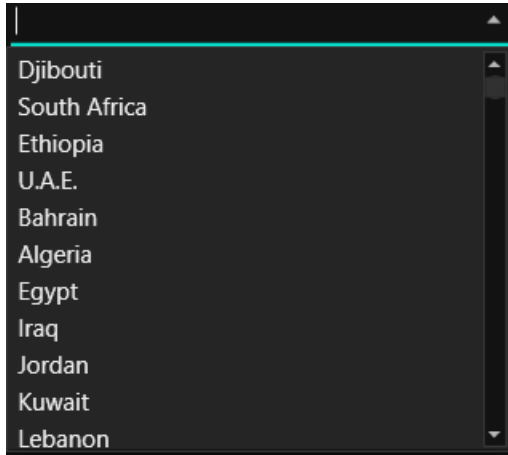 Djibouti
South Africa
Ethiopia
U.A.E.
Bahrain
Algeria
Egypt
Iraq
Jordan
Kuwait
Lebanon